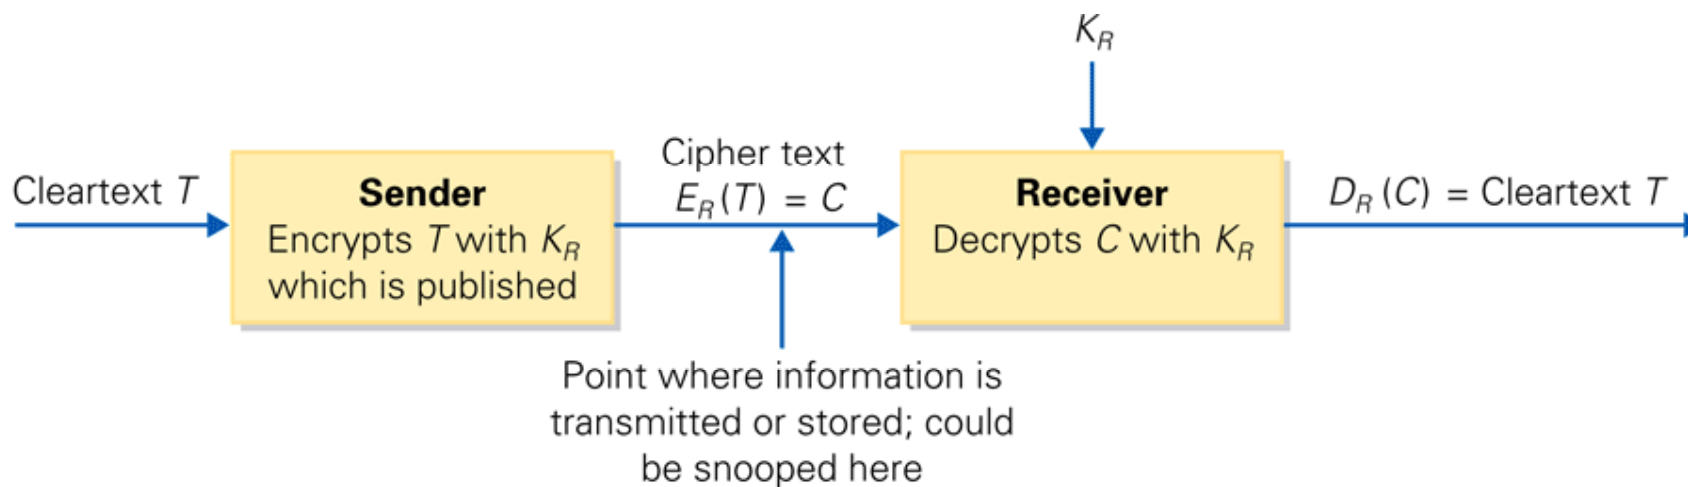 K_R
Cleartext T
Sender
Encrypts T with K_R
which is published
Cipher text
E_R (T) = C
Receiver
Decrypts C with K_R
D_R (C) = Cleartext T
Point where information is
transmitted or stored; could
be snooped here